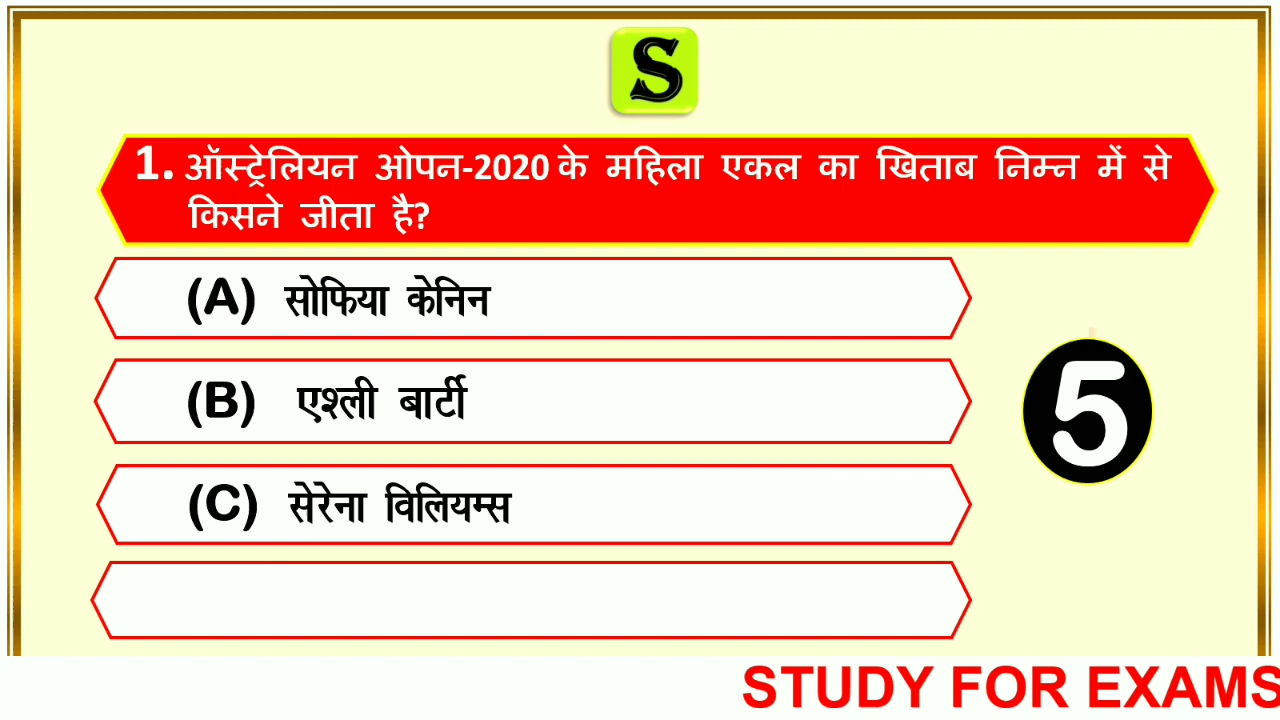 S
1. ऑस्ट्रेलियन ओपन-2020 के महिला एकल का खिताब निम्न में से
किसने जीता है?
(A) सोफिया केनिन
(B) एश्ली बार्टी
5
(C) सेरेना विलियम्स
STUDY FOR EXAMS